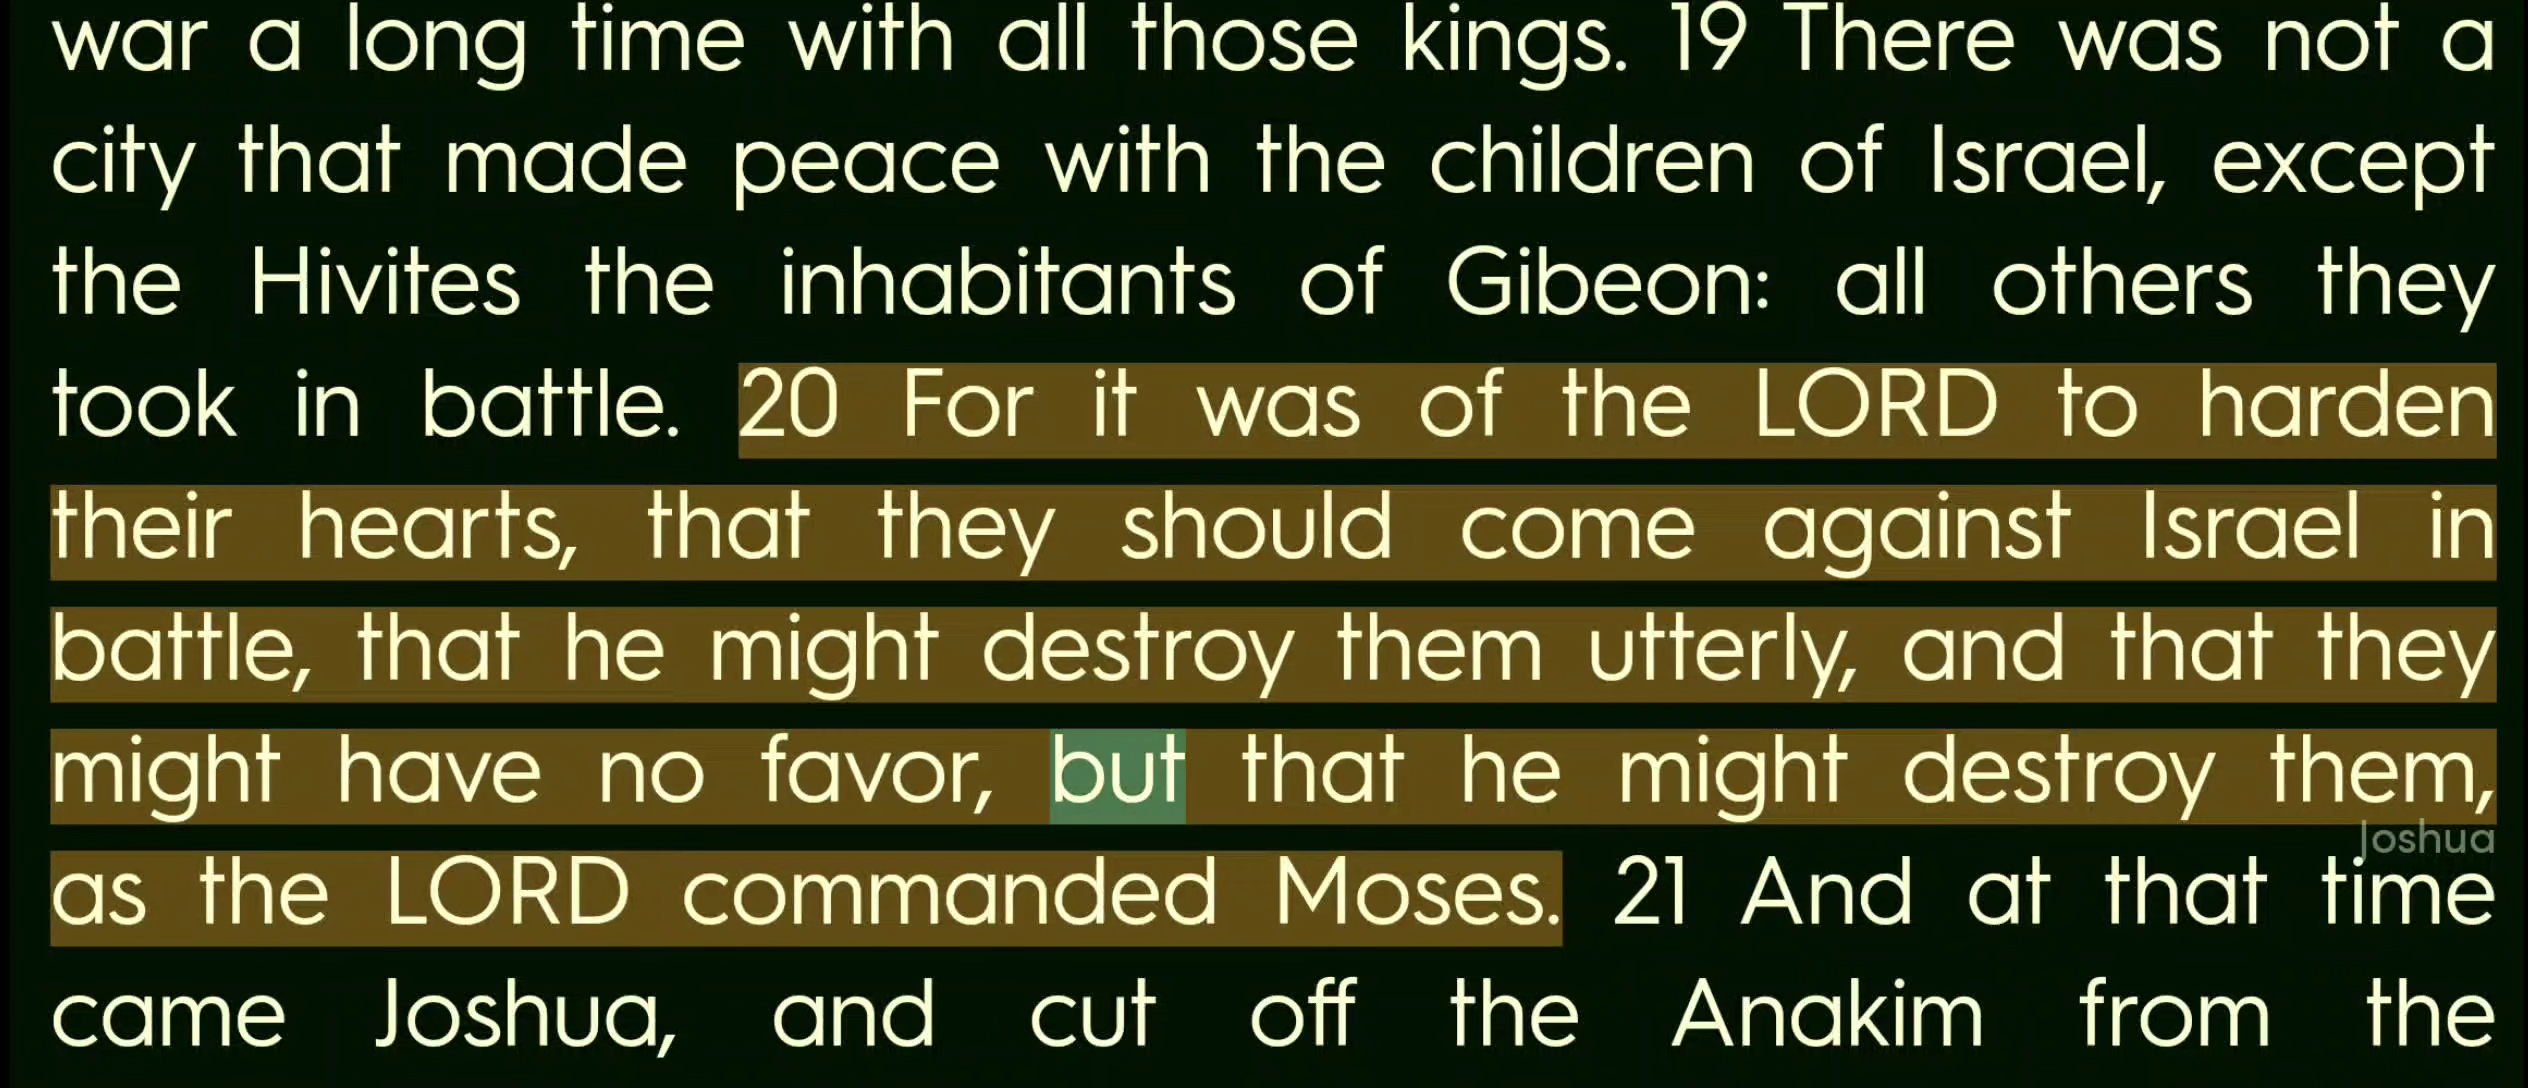 war a long time with all those kings. 19 There was not a
city that made peace with the children of Israel, except
the Hivites the inhabitants of Gibeon: all others they
took in battle. 20 For it was of the LORD to harden
their hearts, that they should come against Israel in
battle, that he might destroy them utterly, and that they
might have no favor, but that he might destroy them,
Joshua
as the LORD commanded Moses. 21 And at that time
came Joshua, and cut off the Anakim from the